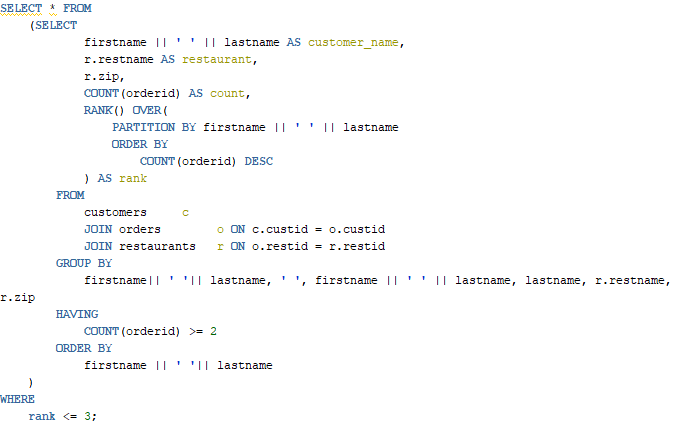 SELECT * FROM
(SELECT
firstname || ' ' || lastname AS customer_name,
r.restname AS restaurant,
r.zip,
COUNT(orderid) AS count,
RANK() OVER(
PARTITION BY firstname || ' ' || lastname
ORDER BY
COUNT(orderid) DESC
) AS rank
FROM
customers c
JOIN orders o ON c.custid = o.custid
JOIN restaurants r ON o.restid = r.restid
GROUP BY
firstname|| ' '|| lastname, ' ', firstname || ' ' || lastname, lastname, r.restname,
r.zip
HAVING
COUNT(orderid) >= 2
ORDER BY
firstname || ' '|| lastname
)
WHERE
rank <= 3;